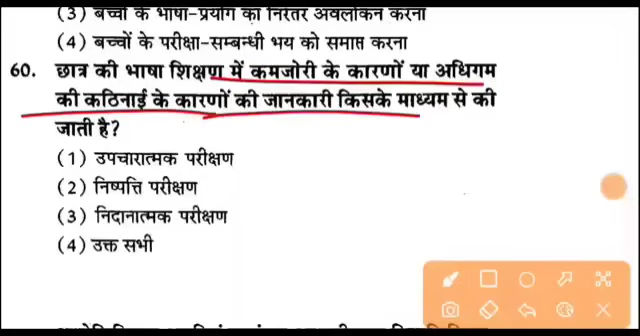 (3) बच्चों के भाषा-प्रयोग का निरंतर अवलोकन करना
(4) बच्चों के परीक्षा-सम्बन्धी भय को समाप्त करना
60. छात्र की भाषा शिक्षण में कमजोरी के कारणों या अधिगम
की कठिनाई के कारणों की जानकारी किसके माध्यम से की
जाती है?
(1) उपचारात्मक परीक्षण
(2) निष्पत्ति परीक्षण
(3) निदानात्मक परीक्षण
(4) उक्त सभी